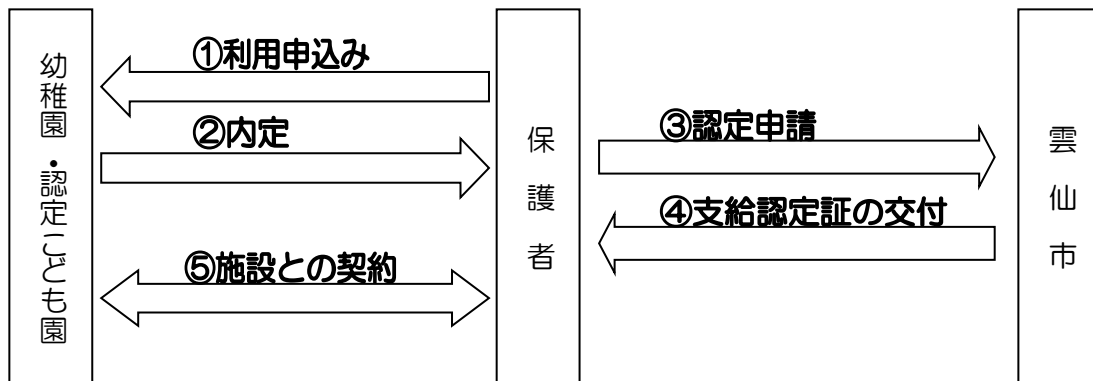 幼稚園・認定こども園
①利用申込み
②内定
⑤施設との契約
保護者
③認定申請
④支給認定証の交付
雲仙市